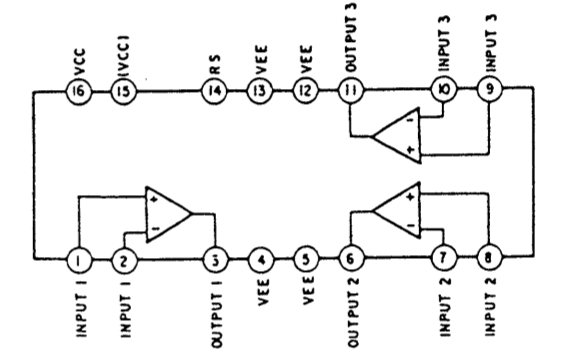 VCC
(VCC)
RS
VEE
VEE
OUTPUT 3
INPUT 3
INPUT 3
16
15
14
13
12
11
10
9
-
+
+
-
+
-
1
2
3
4
5
6
7
8
INPUT 1
INPUT 1
OUTPUT 1
VEE
VEE
OUTPUT 2
INPUT 2
INPUT 2